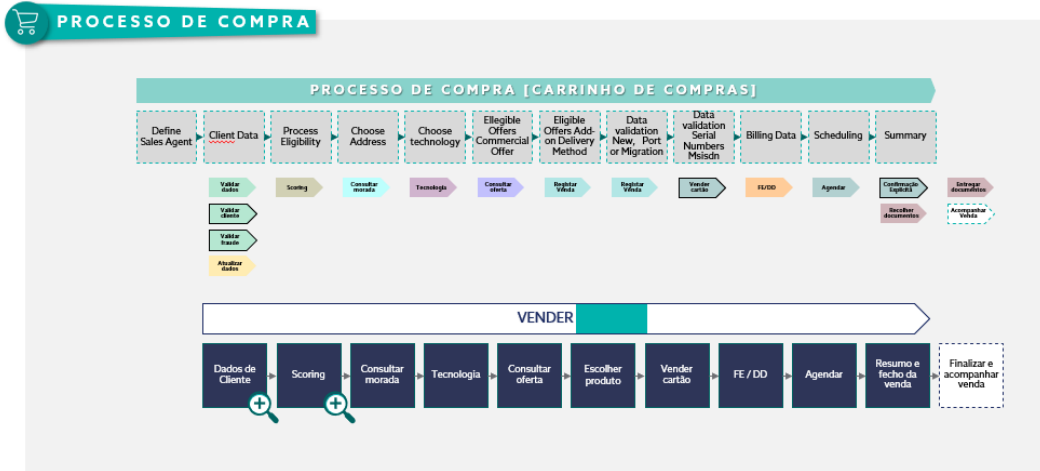 PROCESSO DE COMPRA
PROCESSO DE COMPRA [CARRINHO DE COMPRAS]
Define
Sales Agent
Client Data
Process
Eligibility
Choose
Address
Choose
technology
Ellegible
Offers
Commercial
Offer
Eligible
Offers Add-
on Delivery
Method
Data
validation
New, Port
or Migration
Data
validation
Serial
Numbers
Msisdn
Billing Data
Scheduling
Summary
Validar
dados
Scoring
Consultar
morada
Tecnologia
Consultar
oferta
Registar
Venda
Registar
Venda
Vender
cartão
FE/DD
Agendar
Confirmação
Explicita
Entregar
documentos
Validar
cliente
Recolher
documentos
Acompanhar
Venda
Validar
fraude
Atualizar
dados
VENDER
Dados de
Cliente
Scoring
Consultar
morada
Tecnologia
Consultar
oferta
Escolher
produto
Vender
cartão
FE / DD
Agendar
Resumo e
fecho da
venda
Finalizar e
acompanhar
venda